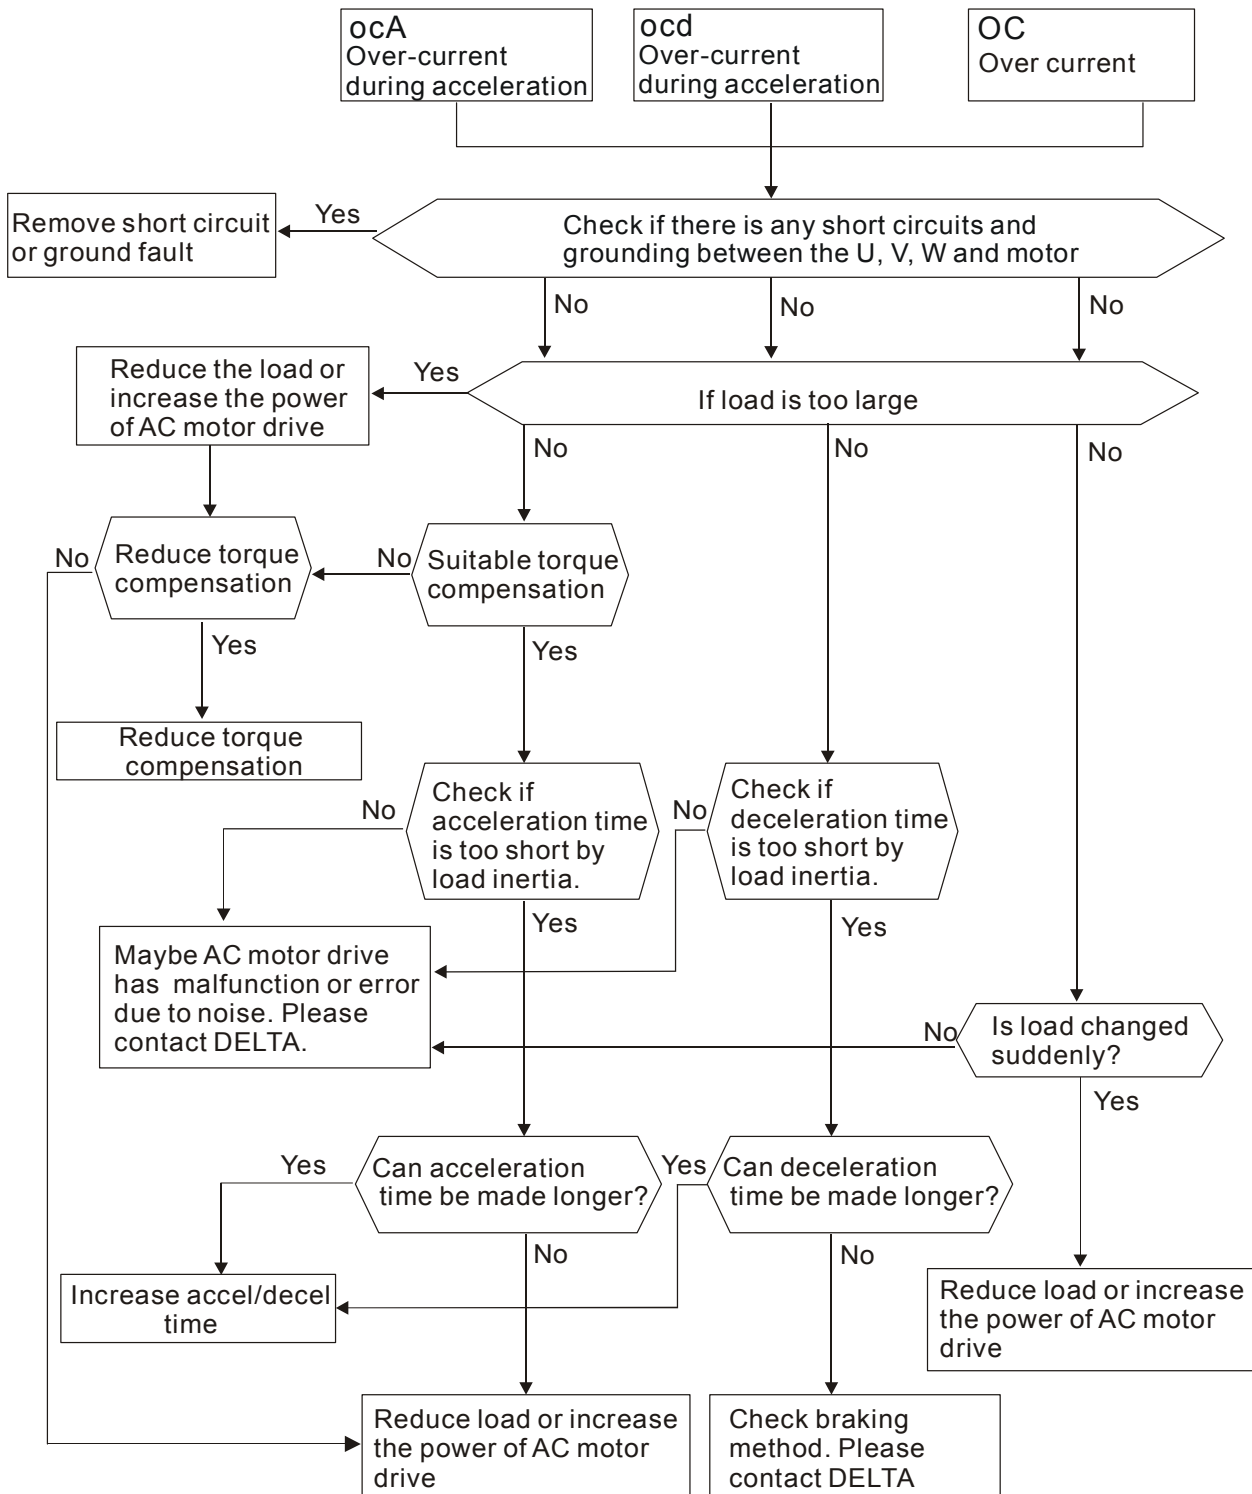 ocA
Over-current
during acceleration
ocd
Over-current
during acceleration
OC
Over current
Remove short circuit
or ground fault
Yes
Check if there is any short circuits and
grounding between the U, V, W and motor
No
No
No
Reduce the load or
increase the power
of AC motor drive
Yes
If load is too large
No
No
No
No
Reduce torque
compensation
No
Suitable torque
compensation
Yes
Yes
Reduce torque
compensation
No
Check if
acceleration time
is too short by
load inertia.
No
Check if
deceleration time
is too short by
load inertia.
Yes
Yes
Maybe AC motor drive
has malfunction or error
due to noise. Please
contact DELTA.
No
Is load changed
suddenly?
Yes
Yes
Can acceleration
time be made longer?
Yes
Can deceleration
time be made longer?
No
No
Increase accel/decel
time
Reduce load or increase
the power of AC motor
drive
Reduce load or increase
the power of AC motor
drive
Check braking
method. Please
contact DELTA